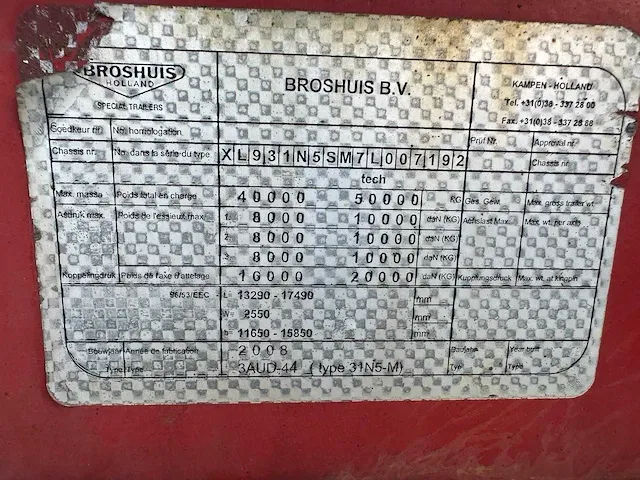 BROSHUIS
HOLLAND
SPECIAL TRAILERS
BROSHUIS B.V.
KAMPEN - HOLLAND
Tel. +31(0)38 - 337 28 00
Fax. +31(0)38 - 337 28 88
Goedkeur nr. No. homologation Prüf Nr. Approval nr.
Chassis nr. No. dans la série du type XL931N5SM7L007192 Chassis nr.
tech
Max. massa Poids total en charge 40000 50000 KG Ges. Gew. Max. gross trailer wt.
Asdruk max. Poids de l'essieux max. 1. 8000 10000 daN (KG) Achslast Max. Max. wt. per axle
2. 8000 10000 daN (KG)
3. 8000 10000 daN (KG)
Koppelingdruk Poids de l'axe d'attelage 16000 20000 daN (KG) Kupplungsdruck Max. wt. at kingpin
96/53/EEC L= 13290 - 17490 mm
W= 2550 mm
b= 11650 - 15850 mm
Bouwjaar Année de fabrication 2008 Baujahr Year built
Type Type 3AUD-44 ( type 31N5-M) Typ Type